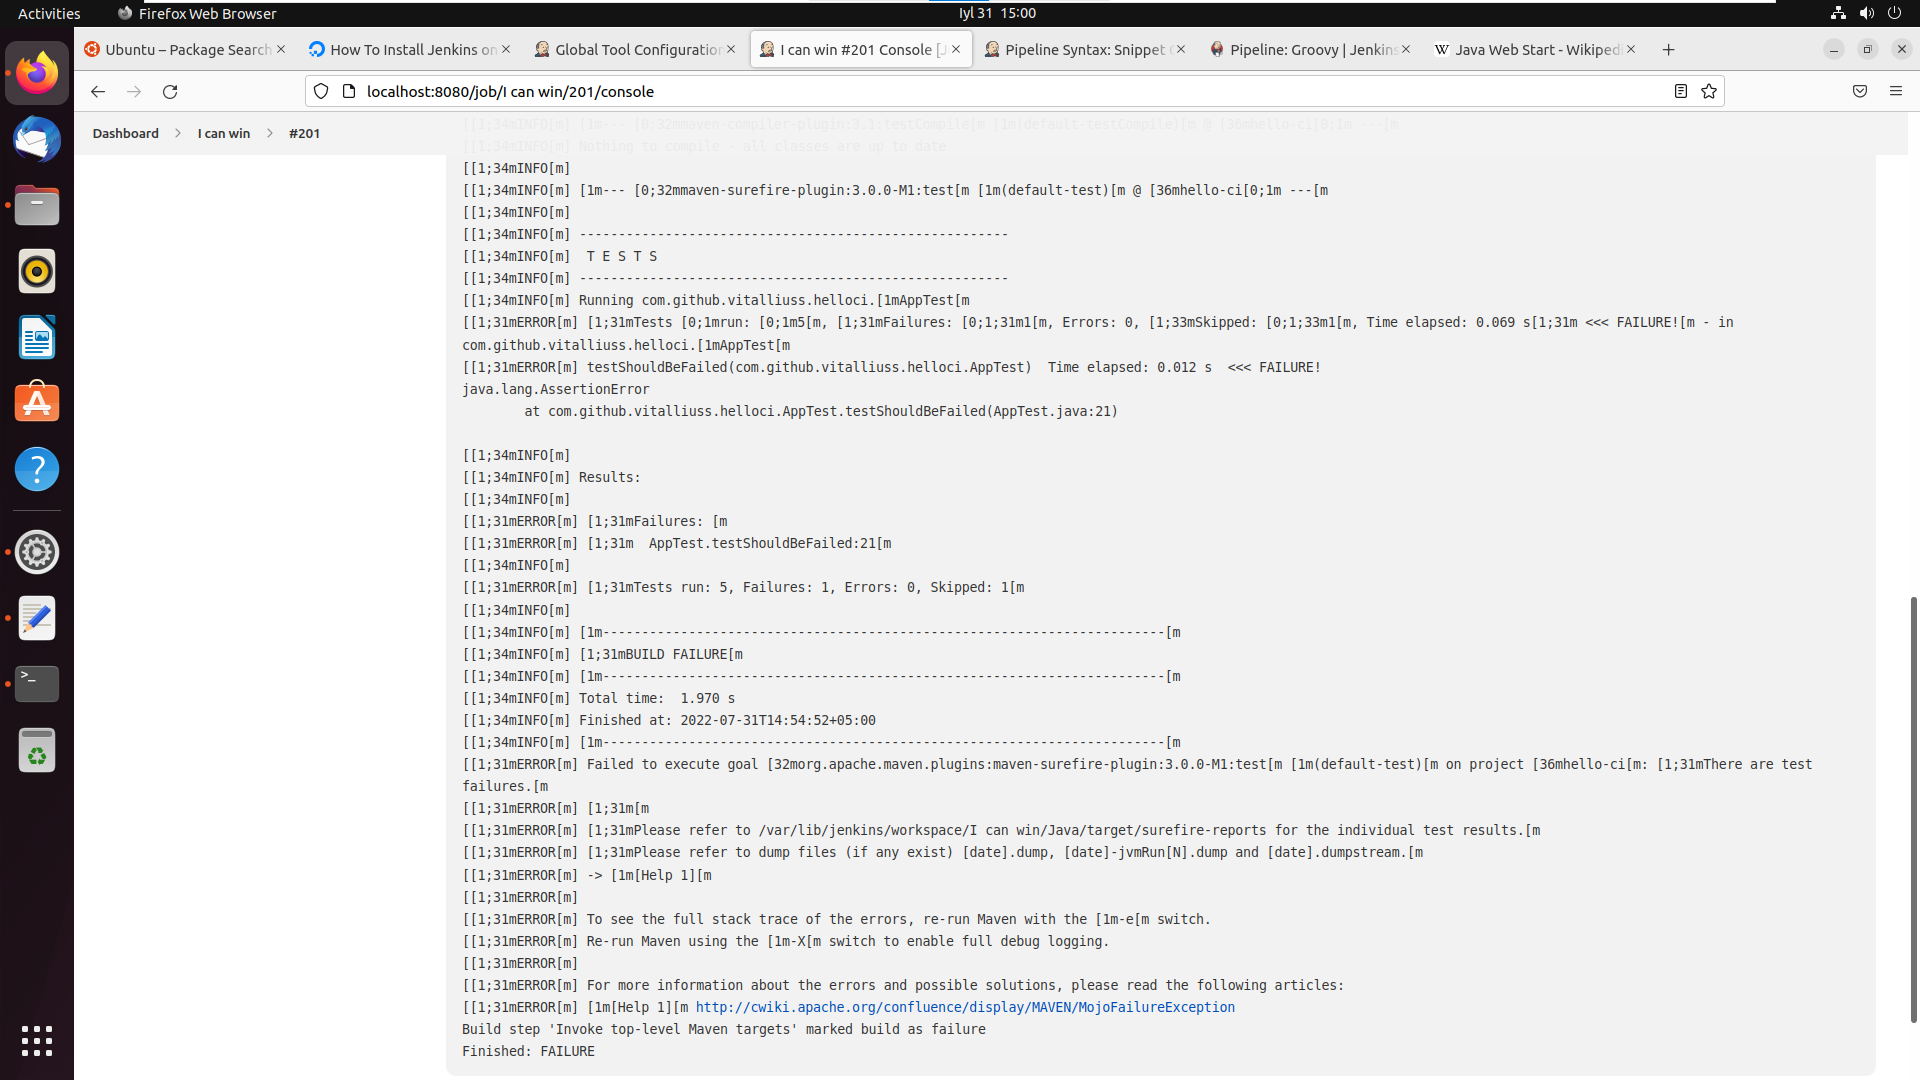 Activities
Firefox Web Browser
Iyl 31 15:00
Ubuntu – Package Search
How To Install Jenkins on
Global Tool Configuration
I can win #201 Console [J
Pipeline Syntax: Snippet G
Pipeline: Groovy | Jenkins
W Java Web Start - Wikipedi
localhost:8080/job/I can win/201/console
Dashboard > I can win > #201
[[1;34mINFO[m] [1m--- [0;32mmaven-compiler-plugin:3.1:testCompile[m [1m(default-testCompile)[m @ [36mhello-ci[0;1m ---[m
[[1;34mINFO[m] Nothing to compile - all classes are up to date
[[1;34mINFO[m]
[[1;34mINFO[m] [1m--- [0;32mmaven-surefire-plugin:3.0.0-M1:test[m [1m(default-test)[m @ [36mhello-ci[0;1m ---[m
[[1;34mINFO[m]
[[1;34mINFO[m] -------------------------------------------------------
[[1;34mINFO[m]  T E S T S
[[1;34mINFO[m] -------------------------------------------------------
[[1;34mINFO[m] Running com.github.vitalliuss.helloci.[1mAppTest[m
[[1;31mERROR[m] [1;31mTests [0;1mrun: [0;1m5[m, [1;31mFailures: [0;1;31m1[m, Errors: 0, [1;33mSkipped: [0;1;33m1[m, Time elapsed: 0.069 s[1;31m <<< FAILURE![m - in
com.github.vitalliuss.helloci.[1mAppTest[m
[[1;31mERROR[m] testShouldBeFailed(com.github.vitalliuss.helloci.AppTest)  Time elapsed: 0.012 s  <<< FAILURE!
java.lang.AssertionError
at com.github.vitalliuss.helloci.AppTest.testShouldBeFailed(AppTest.java:21)
[[1;34mINFO[m]
[[1;34mINFO[m] Results:
[[1;34mINFO[m]
[[1;31mERROR[m] [1;31mFailures: [m
[[1;31mERROR[m] [1;31m  AppTest.testShouldBeFailed:21[m
[[1;34mINFO[m]
[[1;31mERROR[m] [1;31mTests run: 5, Failures: 1, Errors: 0, Skipped: 1[m
[[1;34mINFO[m]
[[1;34mINFO[m] [1m------------------------------------------------------------------------[m
[[1;34mINFO[m] [1;31mBUILD FAILURE[m
[[1;34mINFO[m] [1m------------------------------------------------------------------------[m
[[1;34mINFO[m] Total time:  1.970 s
[[1;34mINFO[m] Finished at: 2022-07-31T14:54:52+05:00
[[1;34mINFO[m] [1m------------------------------------------------------------------------[m
[[1;31mERROR[m] Failed to execute goal [32morg.apache.maven.plugins:maven-surefire-plugin:3.0.0-M1:test[m [1m(default-test)[m on project [36mhello-ci[m: [1;31mThere are test
failures.[m
[[1;31mERROR[m] [1;31m[m
[[1;31mERROR[m] [1;31mPlease refer to /var/lib/jenkins/workspace/I can win/Java/target/surefire-reports for the individual test results.[m
[[1;31mERROR[m] [1;31mPlease refer to dump files (if any exist) [date].dump, [date]-jvmRun[N].dump and [date].dumpstream.[m
[[1;31mERROR[m] -> [1m[Help 1][m
[[1;31mERROR[m]
[[1;31mERROR[m] To see the full stack trace of the errors, re-run Maven with the [1m-e[m switch.
[[1;31mERROR[m] Re-run Maven using the [1m-X[m switch to enable full debug logging.
[[1;31mERROR[m]
[[1;31mERROR[m] For more information about the errors and possible solutions, please read the following articles:
[[1;31mERROR[m] [1m[Help 1][m http://cwiki.apache.org/confluence/display/MAVEN/MojoFailureException
Build step 'Invoke top-level Maven targets' marked build as failure
Finished: FAILURE